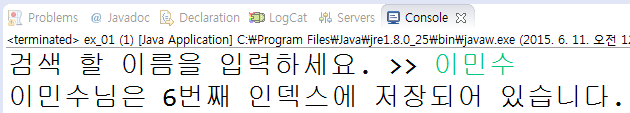 Problems @ Javadoc Declaration LogCat Servers Console
<terminated> ex_01 (1) [Java Application] C:₩Program Files₩Java₩jre1.8.0_25₩bin₩javaw.exe (2015. 6. 11. 오전 12
검색 할 이름을 입력하세요. >> 이민수
이민수님은 6번째 인덱스에 저장되어 있습니다.